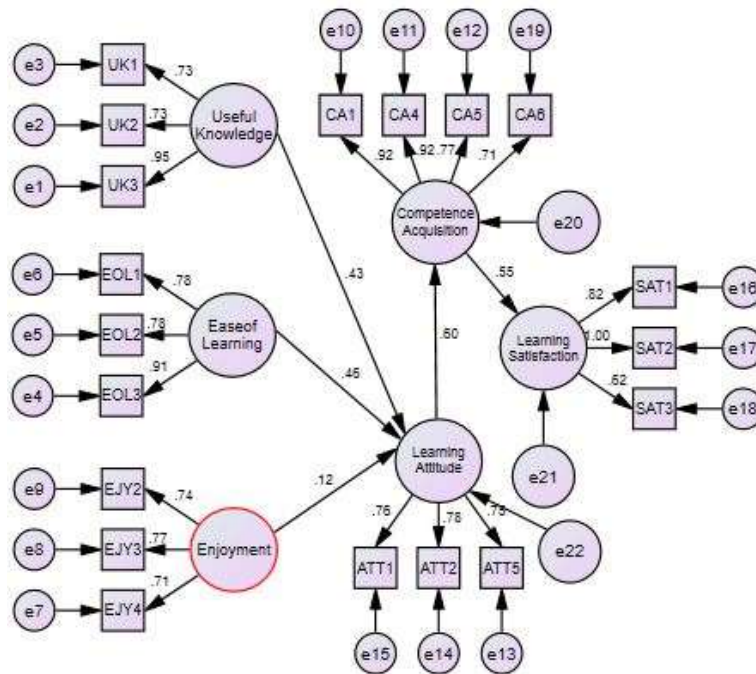 e10
e11
e12
e19
e3
UK1
.73
CA1
CA4
CA5
CA6
e2
UK2
.73
Useful
Knowledge
.92
.92
.77
.71
e1
UK3
.95
Competence
Acquisition
e20
e6
EOL1
.78
.43
.55
.82
SAT1
e16
e5
EOL2
.78
Easeof
Learning
.60
Learning
Satisfaction
1.00
SAT2
e17
e4
EOL3
.91
.46
.62
SAT3
e18
Learning
Attitude
e21
e9
EJY2
.74
.12
.76
.78
.75
e8
EJY3
.77
Enjoyment
e22
e7
EJY4
.71
ATT1
ATT2
ATT5
e15
e14
e13